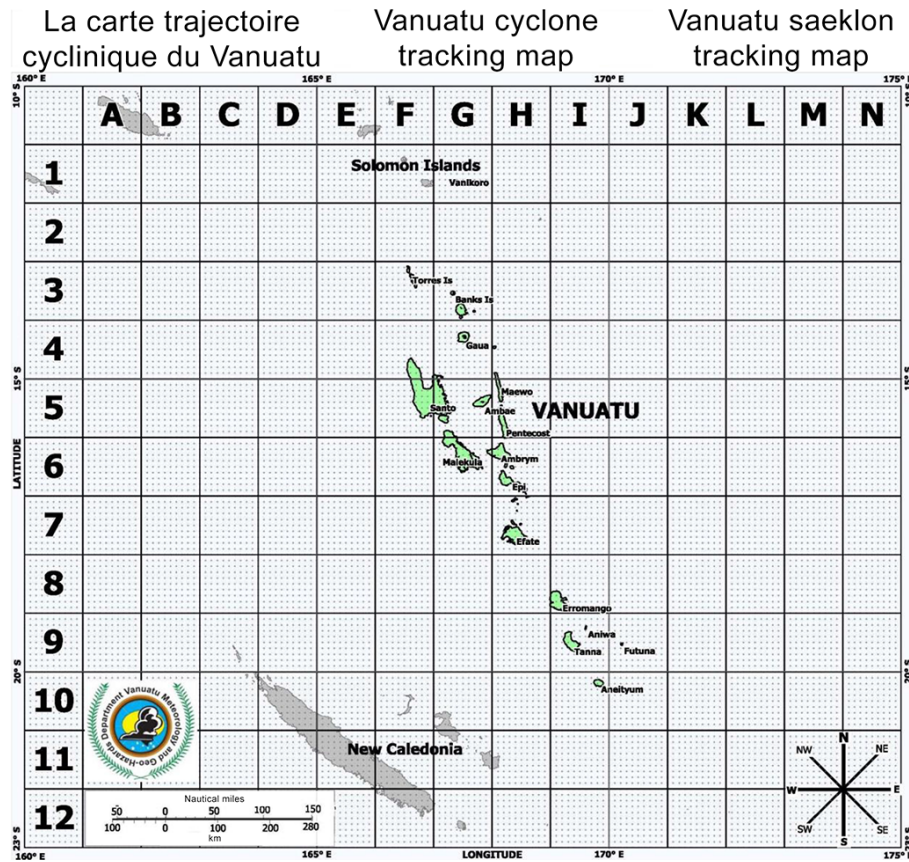 La carte trajectoire
cyclinique du Vanuatu
Vanuatu cyclone
tracking map
Vanuatu saeklon
tracking map
160° E 165° E 170° E 175° E
10° S 10° S
A B C D E F G H I J K L M N
1
Solomon Islands
Vanikoro
2
3
Torres Is
Banks Is
4
Gaua
15° S 15° S
5
Maewo
Santo
Ambae
VANUATU
Pentecost
LATITUDE
6
Malekula
Ambrym
Epi
7
Efate
8
Erromango
9
Aniwa
Tanna
Futuna
20° S 20° S
10
Aneityum
Vanuatu Meteorology and Geo-Hazards Department
11
New Caledonia
N
NW NE
W E
SW SE
S
12
Nautical miles
50 0 50 100 150
100 0 100 200 280
km
23° S 23° S
160° E 165° E LONGITUDE 170° E 175° E